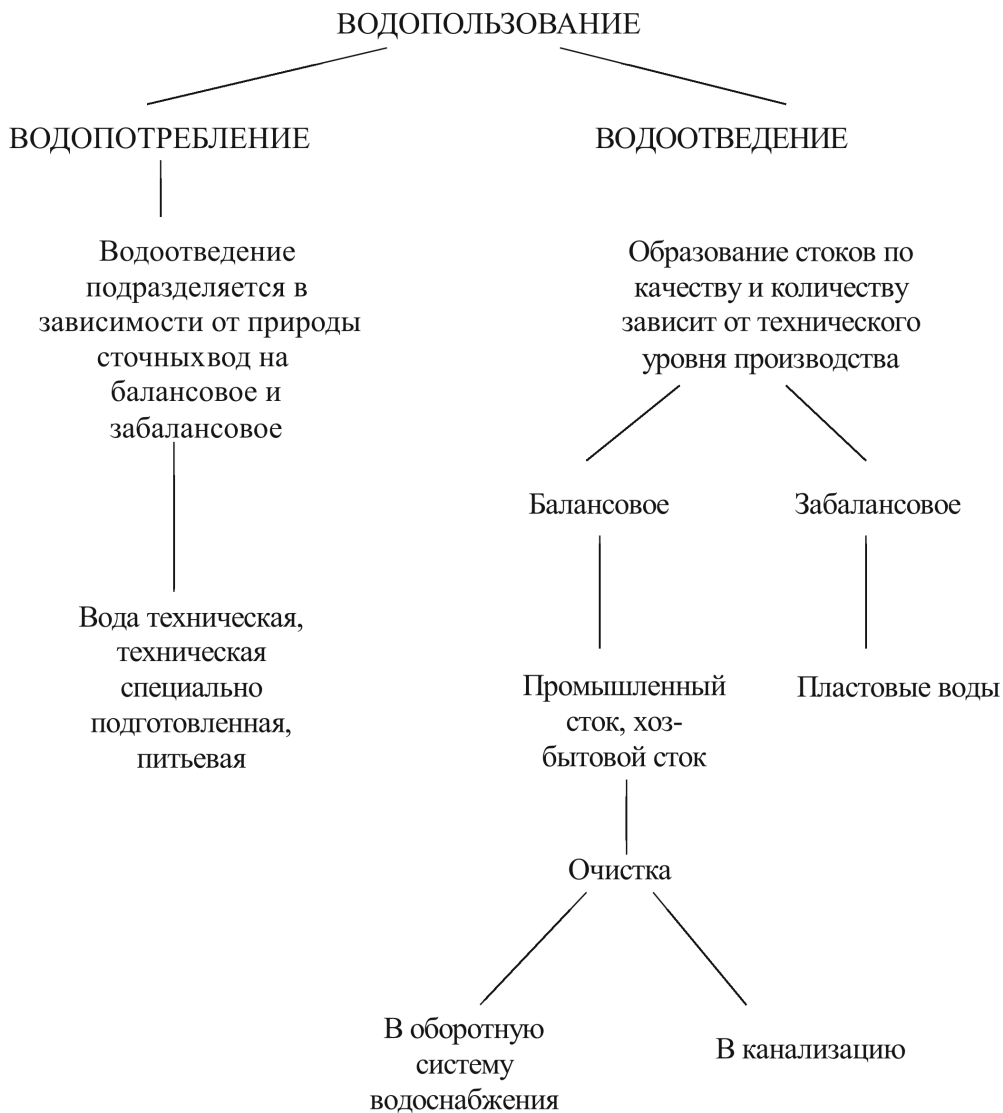 ВОДОПОЛЬЗОВАНИЕ
ВОДОПОТРЕБЛЕНИЕ
ВОДООТВЕДЕНИЕ
Водоотведение
подразделяется в
зависимости от природы
сточных вод на
балансовое и
забалансовое
Образование стоков по
качеству и количеству
зависит от технического
уровня производства
Балансовое
Забалансовое
Вода техническая,
техническая
специально
подготовленная,
питьевая
Промышленный
сток, хоз-
бытовой сток
Пластовые воды
Очистка
В оборотную
систему
водоснабжения
В канализацию